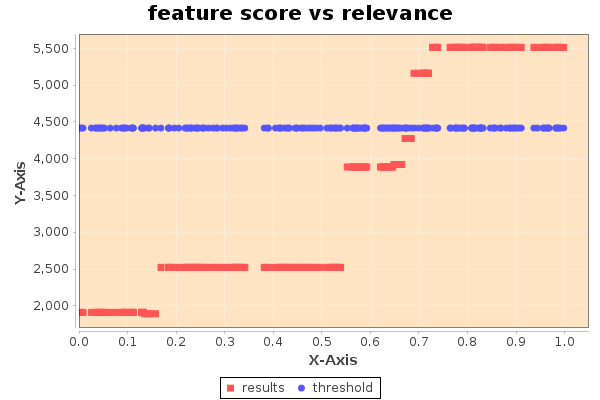 feature score vs relevance
Y-Axis
5,500
5,000
4,500
4,000
3,500
3,000
2,500
2,000
0.0 0.1 0.2 0.3 0.4 0.5 0.6 0.7 0.8 0.9 1.0
X-Axis
results threshold